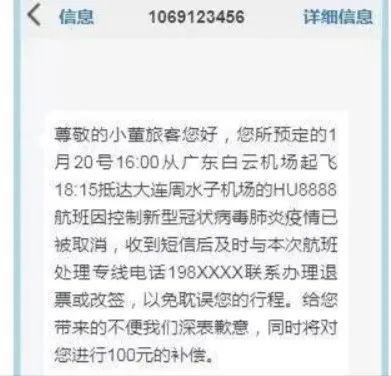 信息 1069123456 详细信息
尊敬的小董旅客您好，您所预定的1
月20号16:00从广东白云机场起飞
18:15抵达大连周水子机场的HU8888
航班因控制新型冠状病毒肺炎疫情已
被取消，收到短信后及时与本次航班
处理专线电话198XXXX联系办理退
票或改签，以免耽误您的行程。给您
带来的不便我们深表歉意，同时将对
您进行100元的补偿。